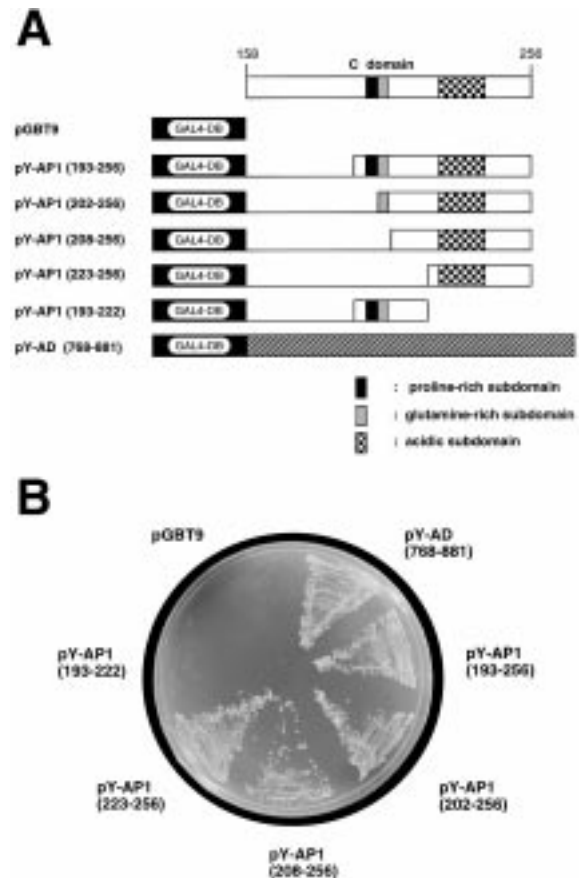 A
158 256
C domain
pGBT9 GAL4-DB
pY-AP1 (193-256) GAL4-DB
pY-AP1 (202-256) GAL4-DB
pY-AP1 (208-256) GAL4-DB
pY-AP1 (223-256) GAL4-DB
pY-AP1 (193-222) GAL4-DB
pY-AD (768-881) GAL4-DB
: proline-rich subdomain
: glutamine-rich subdomain
: acidic subdomain
B
pGBT9
pY-AD
(768-881)
pY-AP1
(193-222)
pY-AP1
(193-256)
pY-AP1
(223-256)
pY-AP1
(202-256)
pY-AP1
(208-256)